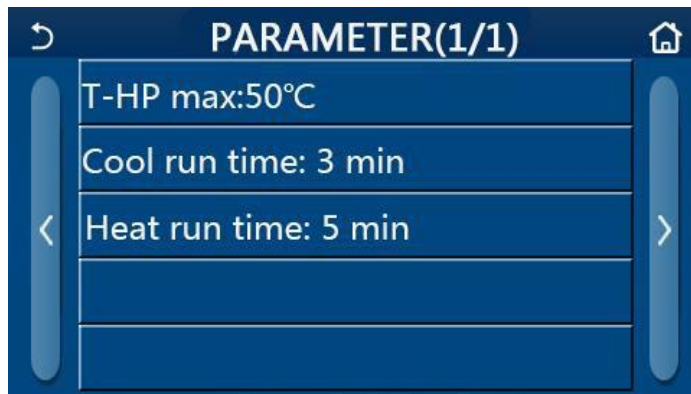 PARAMETER(1/1)
T-HP max:50℃
Cool run time: 3 min
Heat run time: 5 min